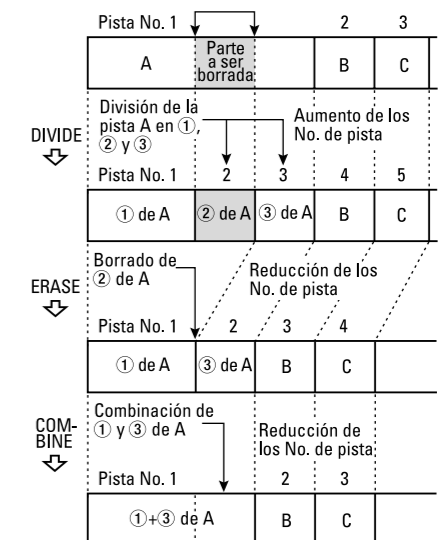 Pista No. 1 2 3
A
Parte
a ser
borrada
B C
División de la
pista A en ①,
② y ③
Aumento de los
No. de pista
DIVIDE
Pista No. 1 2 3 4 5
① de A ② de A ③ de A B C
Borrado de
② de A
Reducción de los
No. de pista
ERASE
Pista No. 1 2 3 4
① de A ③ de A B C
Combinación de
① y ③ de A
Reducción de
los No. de pista
COM-
BINE
Pista No. 1 2 3
①+③ de A B C